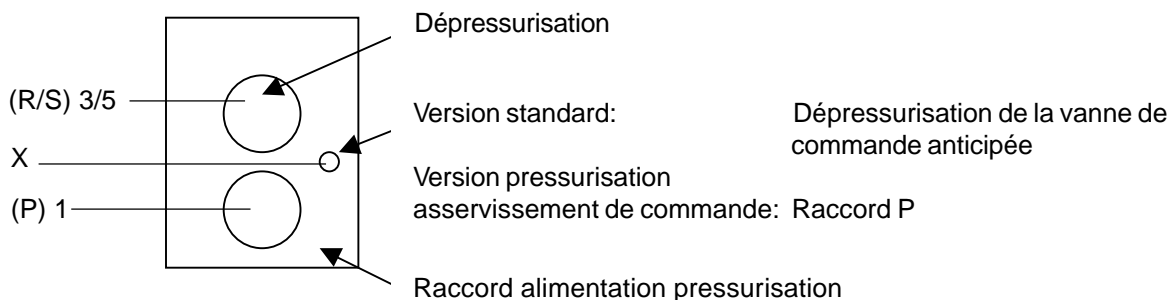 Dépressurisation
(R/S) 3/5
Version standard: Dépressurisation de la vanne de
commande anticipée
X
Version pressurisation
asservissement de commande: Raccord P
(P) 1
Raccord alimentation pressurisation